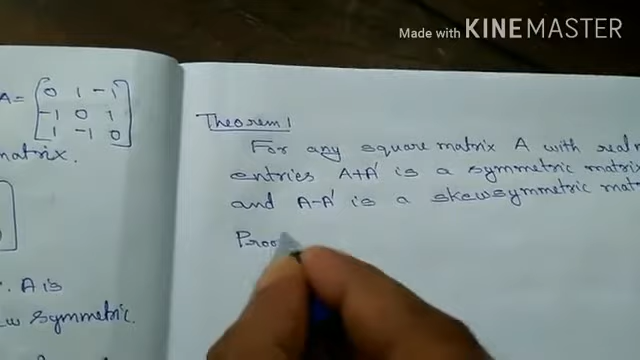 Made with KINEMASTER
A = [ 0 1 -1
-1 0 1
1 -1 0 ]
matrix.
A is
symmetric.
Theorem 1
For any square matrix A with real
entries A+A' is a symmetric matrix
and A-A' is a skewsymmetric mat
Proo